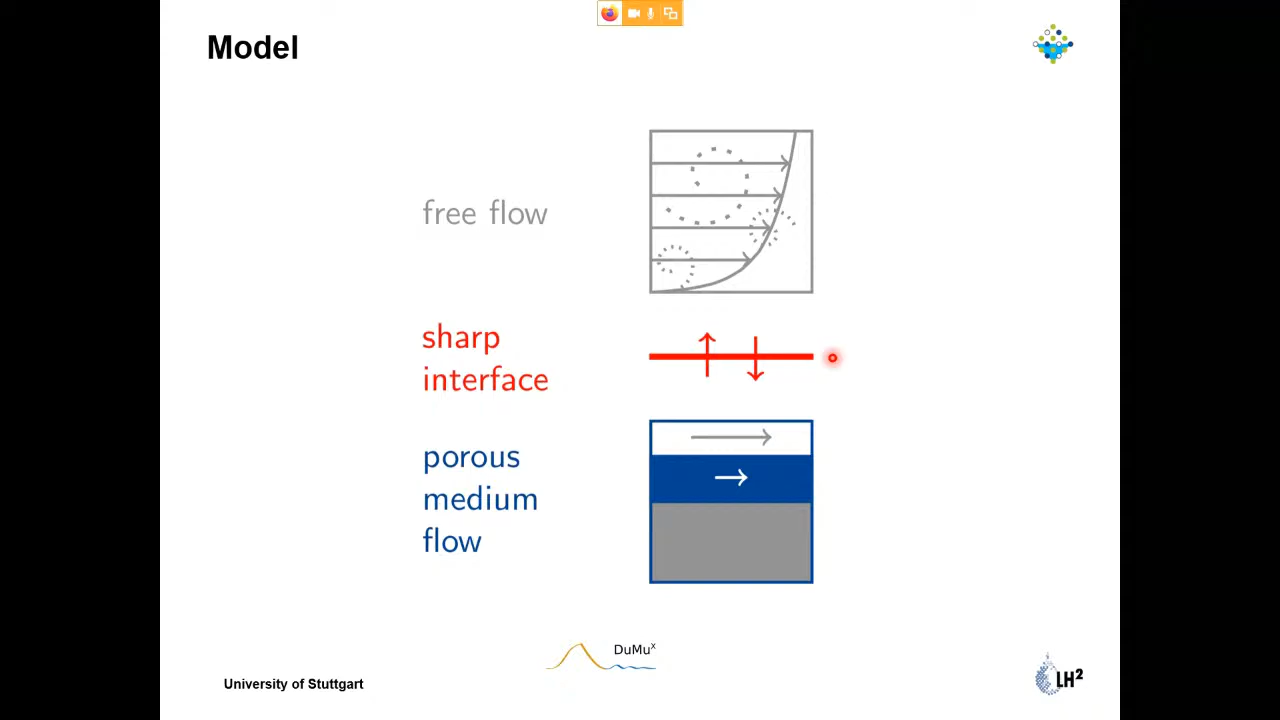 Model
free flow
sharp
interface
porous
medium
flow
DuMuˣ
University of Stuttgart
LH²